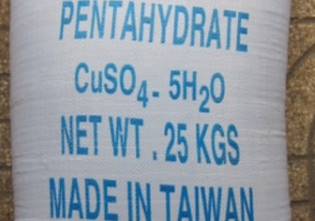 PENTAHYDRATE
CuSO4- 5H2O
NET WT . 25 KGS
MADE IN TAIWAN